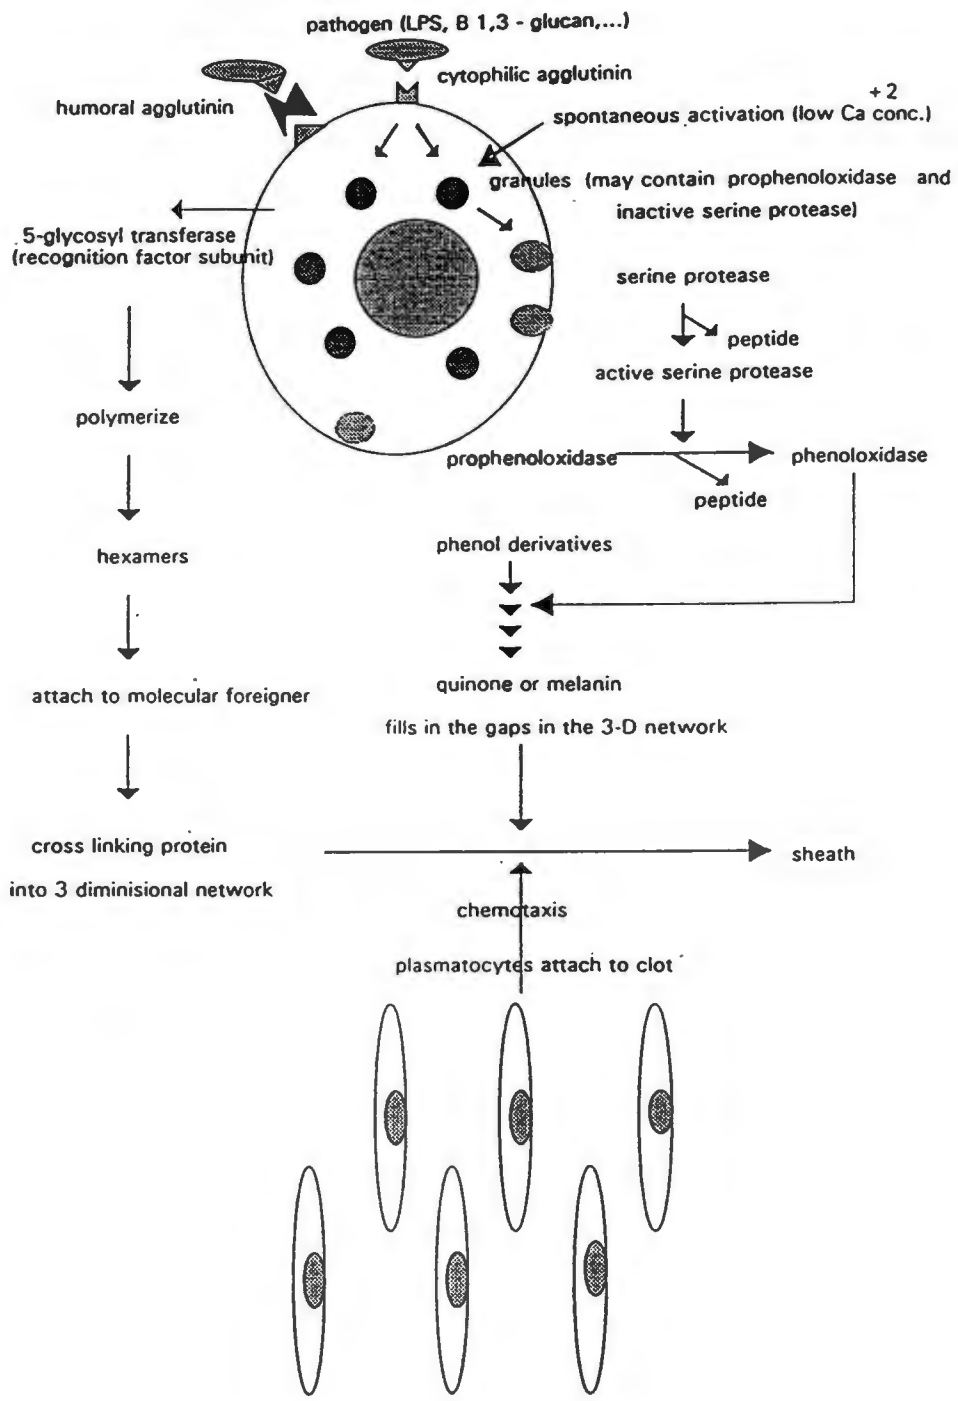 pathogen (LPS, B 1,3 - glucan,...)
cytophilic agglutinin
humoral agglutinin
+2
spontaneous activation (low Ca conc.)
granules (may contain prophenoloxidase and
inactive serine protease)
5-glycosyl transferase
(recognition factor subunit)
serine protease
peptide
active serine protease
polymerize
prophenoloxidase
phenoloxidase
peptide
phenol derivatives
hexamers
quinone or melanin
attach to molecular foreigner
fills in the gaps in the 3-D network
cross linking protein
sheath
into 3 diminisional network
chemotaxis
plasmatocytes attach to clot